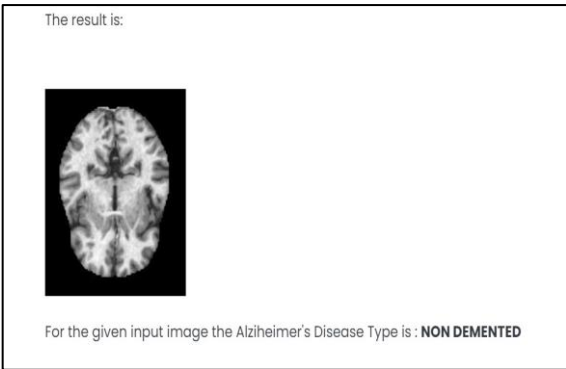 The result is:
For the given input image the Alziheimer's Disease Type is : NON DEMENTED